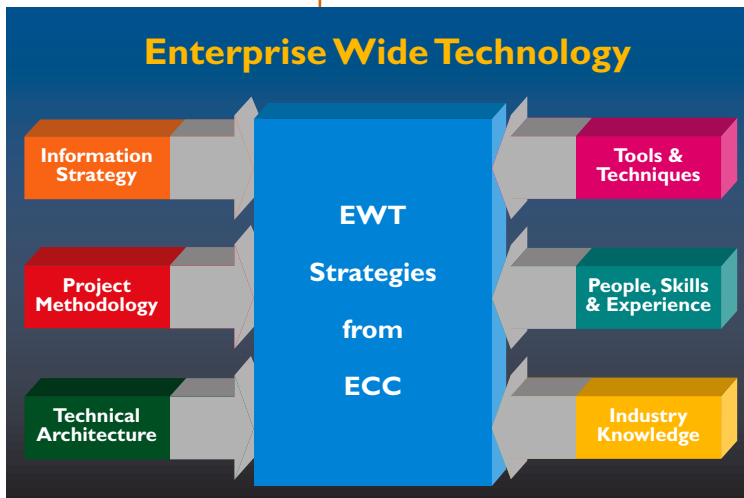 Enterprise Wide Technology
Information
Strategy
Project
Methodology
Technical
Architecture
EWT
Strategies
from
ECC
Tools &
Techniques
People, Skills
& Experience
Industry
Knowledge